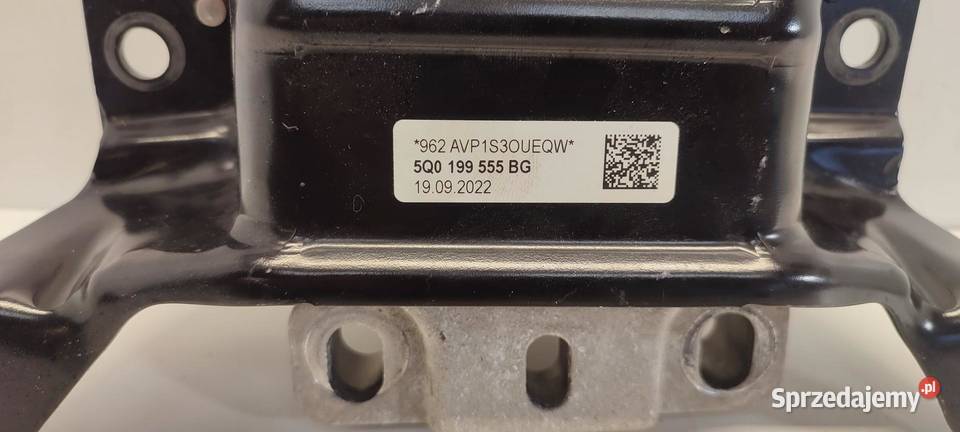 *962 AVP1S3OUEQW*
5Q0 199 555 BG
19.09.2022
Sprzedajemy.pl